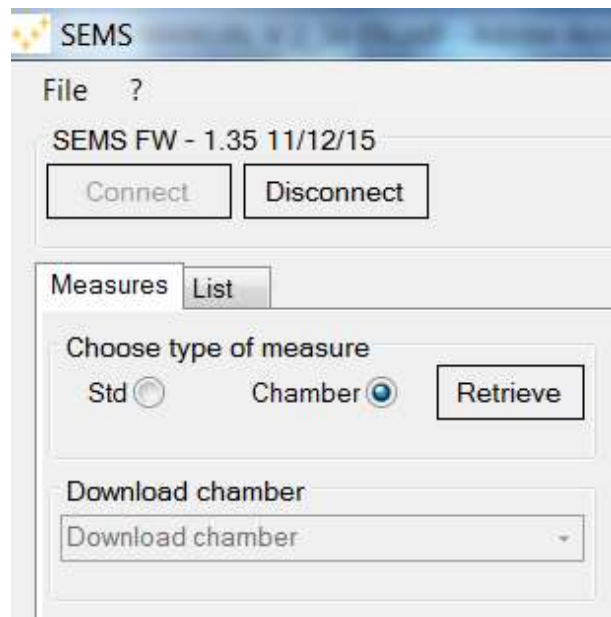 SEMS
File ?
SEMS FW - 1.35 11/12/15
Connect Disconnect
Measures List
Choose type of measure
Std Chamber Retrieve
Download chamber
Download chamber